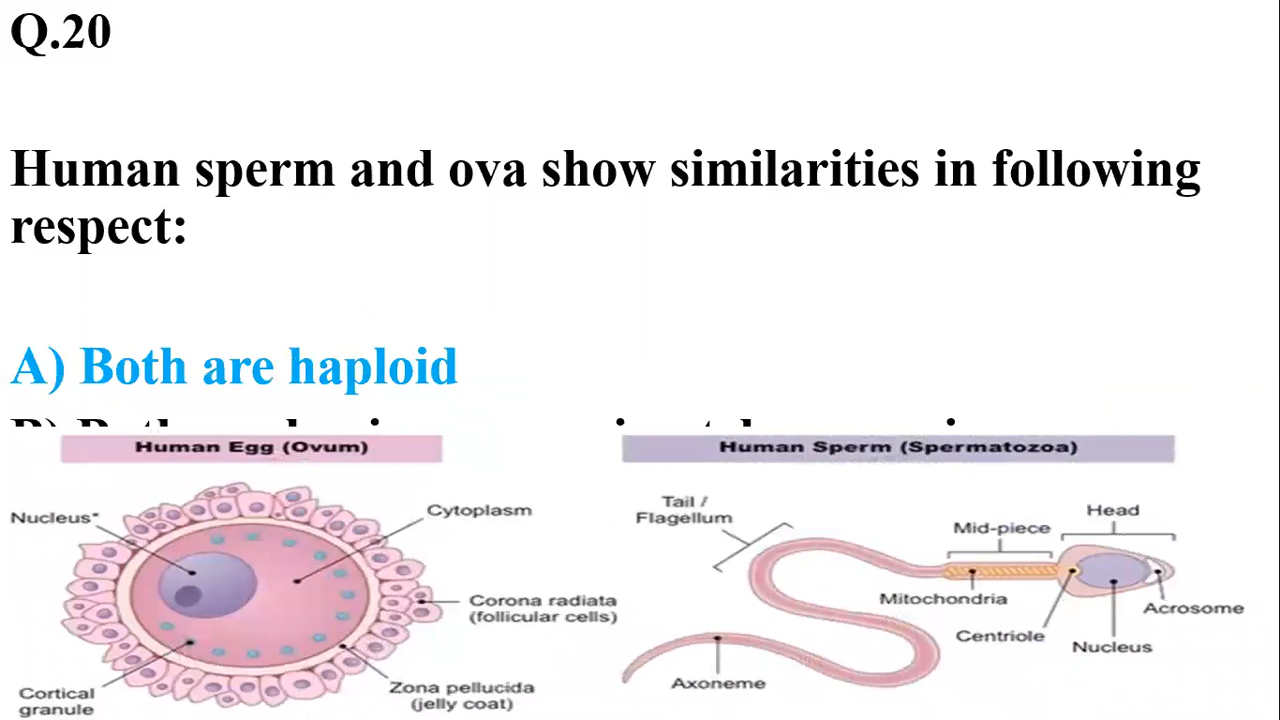 Q.20
Human sperm and ova show similarities in following
respect:
A) Both are haploid
Human Egg (Ovum)
Human Sperm (Spermatozoa)
Nucleus*
Cytoplasm
Corona radiata
(follicular cells)
Zona pellucida
(jelly coat)
Cortical
granule
Tail /
Flagellum
Mid-piece
Head
Mitochondria
Centriole
Nucleus
Acrosome
Axoneme